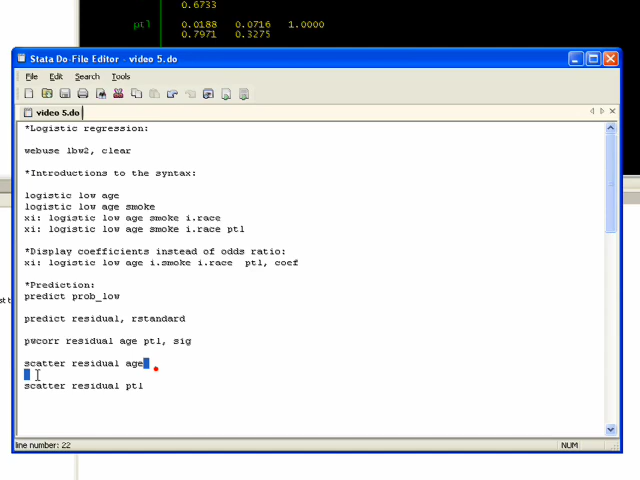 0.6733
ptl 0.0188 0.0716 1.0000
0.7971 0.3275
Stata Do-File Editor - video 5.do
File Edit Search Tools
video 5.do
*Logistic regression:
webuse lbw2, clear
*Introductions to the syntax:
logistic low age
logistic low age smoke
xi: logistic low age smoke i.race
xi: logistic low age smoke i.race ptl
*Display coefficients instead of odds ratio:
xi: logistic low age i.smoke i.race ptl, coef
*Prediction:
predict prob_low
predict residual, rstandard
pwcorr residual age ptl, sig
scatter residual age
scatter residual ptl
line number: 22 NUM